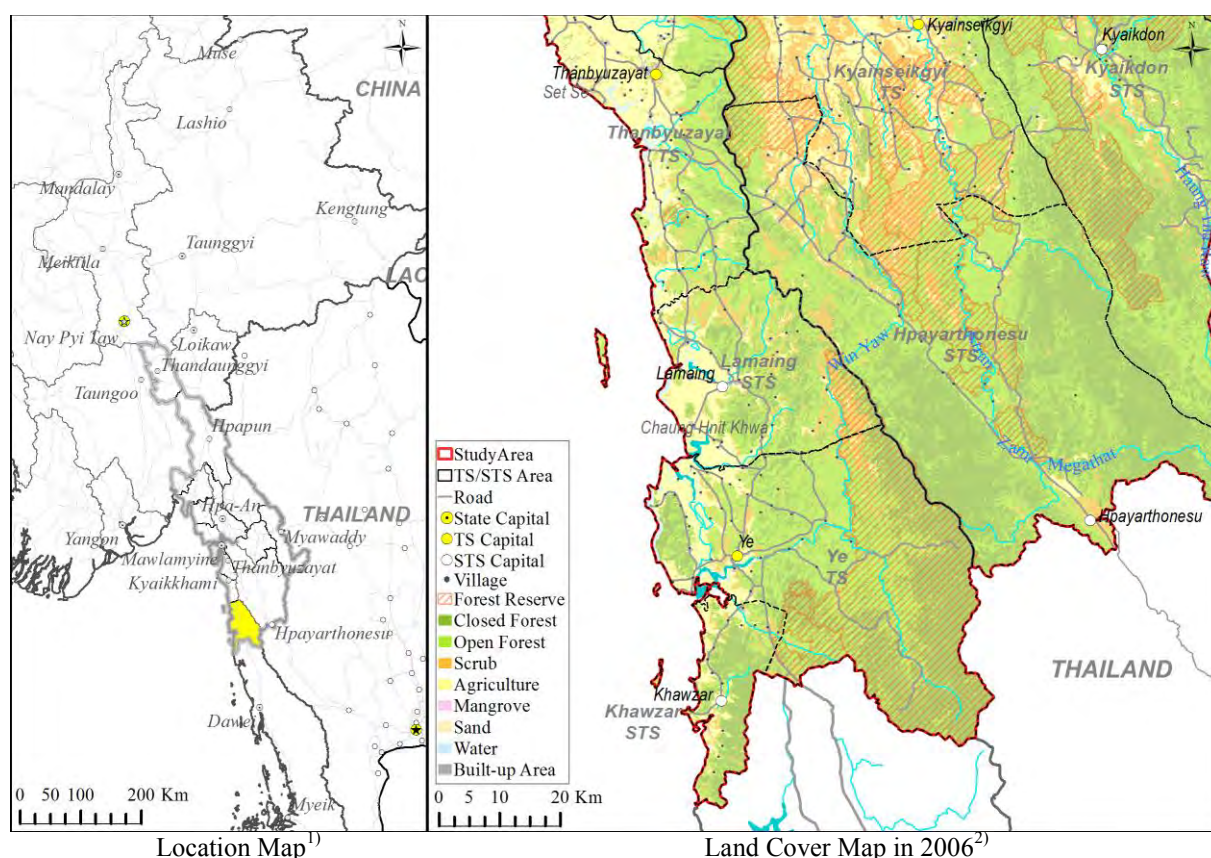 N
Muse
CHINA
Lashio
Mandalay
Kengtung
Taunggyi
Meiktila
LAO
Nay Pyi Taw
Loikaw
Thandaunggyi
Taungoo
Hpapun
Hpa-An
THAILAND
Myawaddy
Yangon
Mawlamyine
Thanbyuzayat
Kyaikkhami
Hpayarthonesu
Dawei
Myeik
0 50 100 200 Km
N
Kyainseikgyi
Kyaikdon
Kyaikdon
STS
Thanbyuzayat
Set Se
Kyainseikgyi
TS
Thanbyuzayat
TS
Win Yaw
Hpayarthonesu
STS
Lamaing
Lamaing
STS
Chaung Hnit Khwa
Zami
Megathat
Hpayarthonesu
Ye
Ye
TS
THAILAND
Khawzar
Khawzar
STS
StudyArea
TS/STS Area
Road
State Capital
TS Capital
STS Capital
Village
Forest Reserve
Closed Forest
Open Forest
Scrub
Agriculture
Mangrove
Sand
Water
Built-up Area
0 5 10 20 Km
Location Map1)
Land Cover Map in 20062)